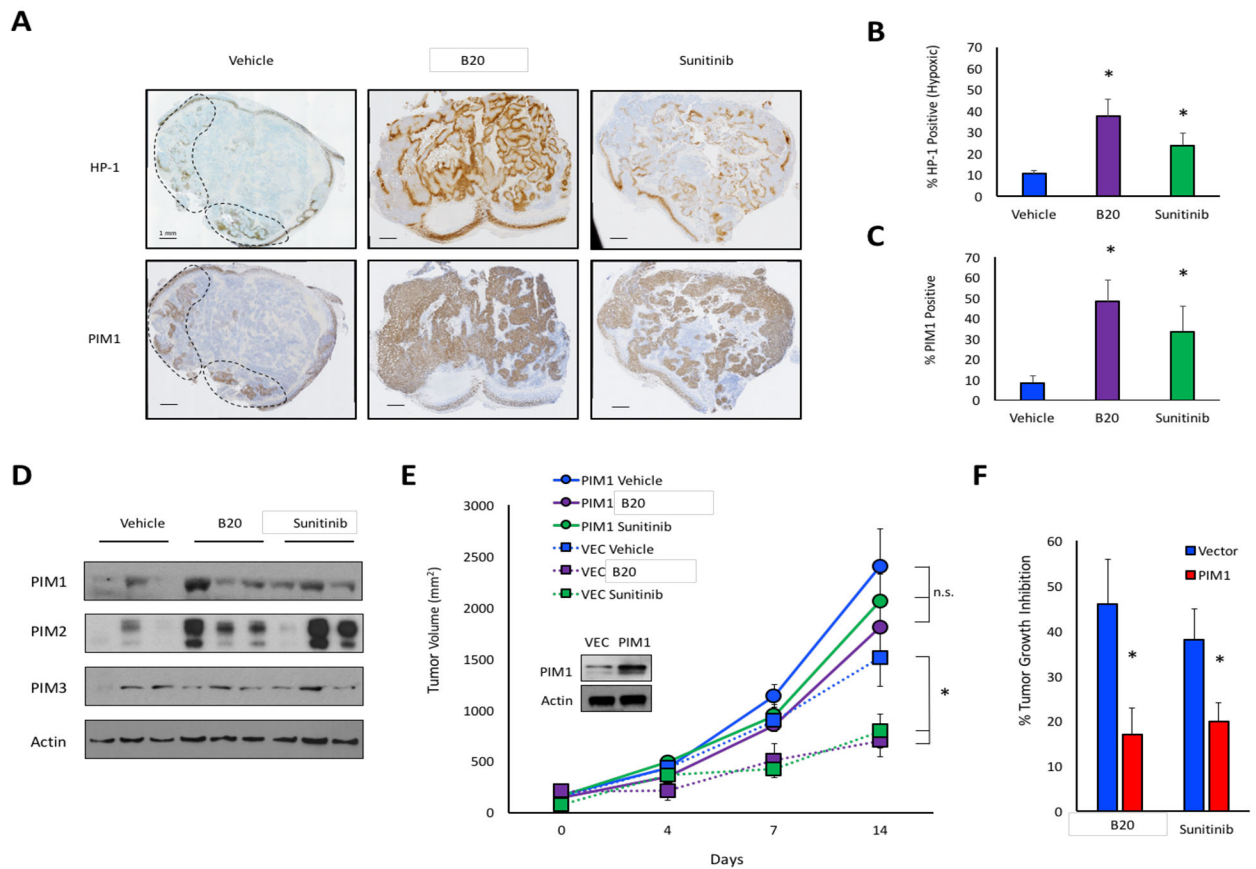 A
Vehicle
B20
Sunitinib
HP-1
1 mm
PIM1
B
% HP-1 Positive (Hypoxic)
70
60
50
40
30
20
10
0
*
*
Vehicle
B20
Sunitinib
C
% PIM1 Positive
70
60
50
40
30
20
10
0
*
*
Vehicle
B20
Sunitinib
D
Vehicle
B20
Sunitinib
PIM1
PIM2
PIM3
Actin
E
PIM1 Vehicle
PIM1 B20
PIM1 Sunitinib
VEC Vehicle
VEC B20
VEC Sunitinib
Tumor Volume (mm²)
3000
2500
2000
1500
1000
500
0
n.s.
*
VEC PIM1
PIM1
Actin
0
4
7
14
Days
F
% Tumor Growth Inhibition
60
50
40
30
20
10
0
Vector
PIM1
*
*
B20
Sunitinib